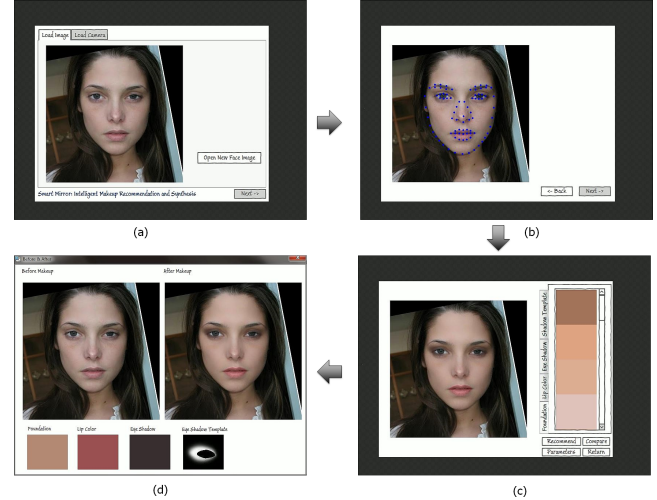 Load Image Load Camera
Open New Face Image
Smart Mirror: Intelligent Makeup Recommendation and Synthesis
Next ->
(a)
<- Back Next ->
(b)
Before & After
Before Makeup After Makeup
Foundation Lip Color Eye Shadow Eye Shadow Template
(d)
Foundation Lip Color Eye Shadow Shadow Template
Recommend Compare
Parameters Return
(c)